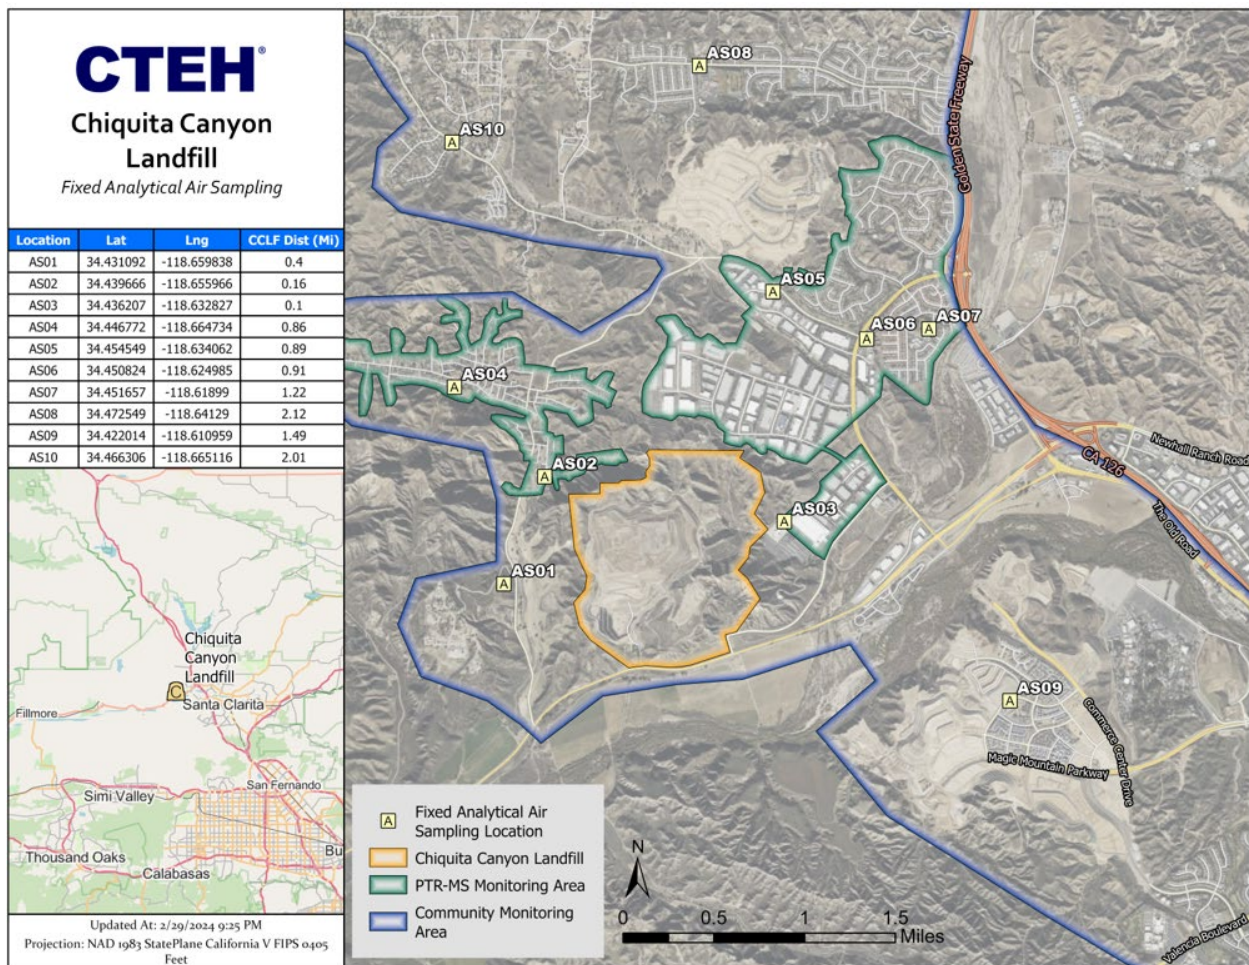 CTEH®
Chiquita Canyon
Landfill
Fixed Analytical Air Sampling
Location Lat Lng CCLF Dist (Mi)
AS01 34.431092 -118.659838 0.4
AS02 34.439666 -118.655966 0.16
AS03 34.436207 -118.632827 0.1
AS04 34.446772 -118.664734 0.86
AS05 34.454549 -118.634062 0.89
AS06 34.450824 -118.624985 0.91
AS07 34.451657 -118.61899 1.22
AS08 34.472549 -118.64129 2.12
AS09 34.422014 -118.610959 1.49
AS10 34.466306 -118.665116 2.01
Chiquita
Canyon
Landfill
C
Santa Clarita
Fillmore
San Fernando
Simi Valley
Thousand Oaks
Bu
Calabasas
Updated At: 2/29/2024 9:25 PM
Projection: NAD 1983 StatePlane California V FIPS 0405
Feet
A AS08
A AS10
Golden State Freeway
A AS05
A AS06
A AS07
A AS04
A AS02
A AS03
A AS01
A AS09
Newhall Ranch Road
CA 126
The Old Road
Commerce Center Drive
Magic Mountain Parkway
Valencia Boulevard
A Fixed Analytical Air
Sampling Location
Chiquita Canyon Landfill
PTR-MS Monitoring Area
Community Monitoring
Area
N
0 0.5 1 1.5
Miles